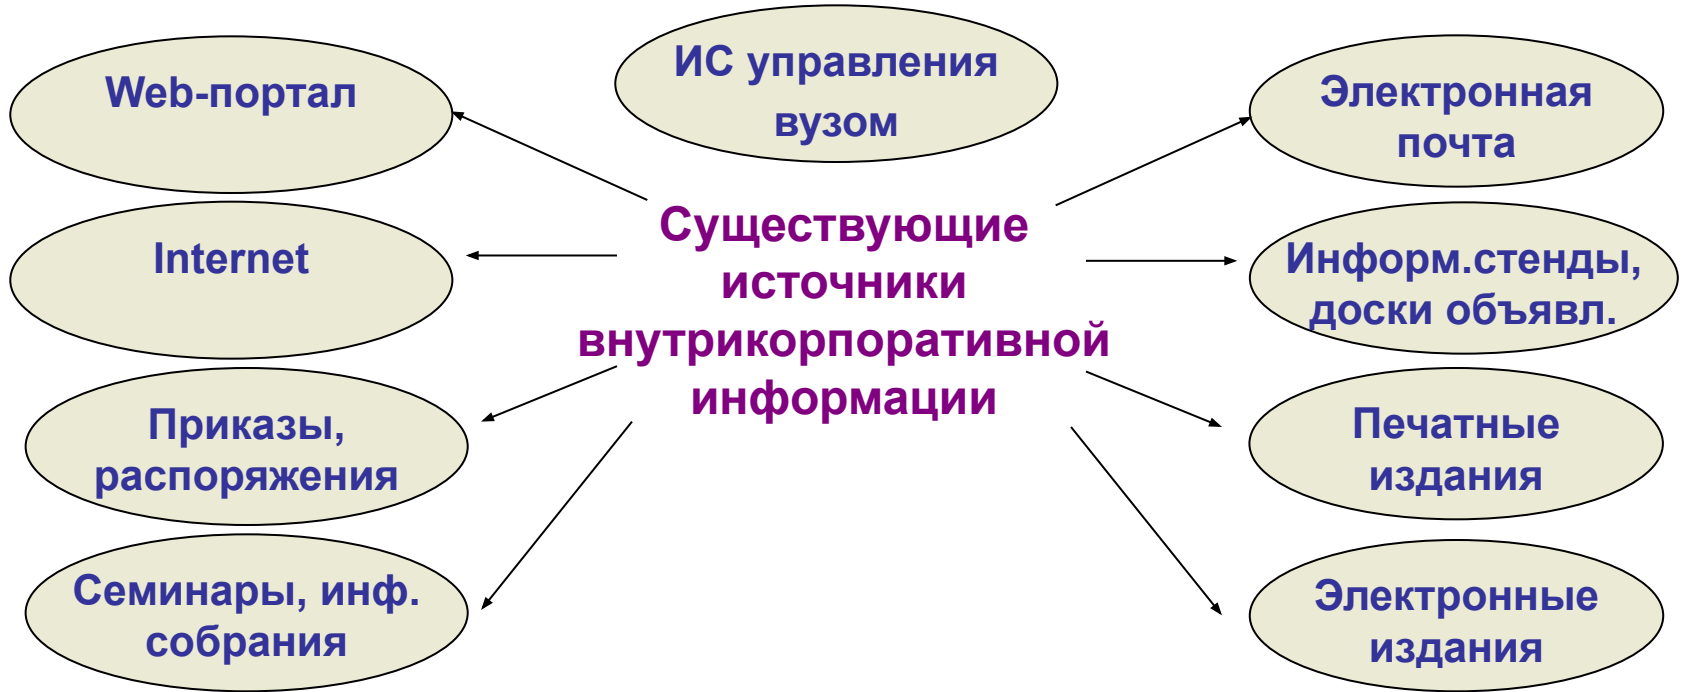 Web-портал
ИС управления
вузом
Электронная
почта
Internet
Существующие
источники
внутрикорпоративной
информации
Информ.стенды,
доски объявл.
Приказы,
распоряжения
Печатные
издания
Семинары, инф.
собрания
Электронные
издания